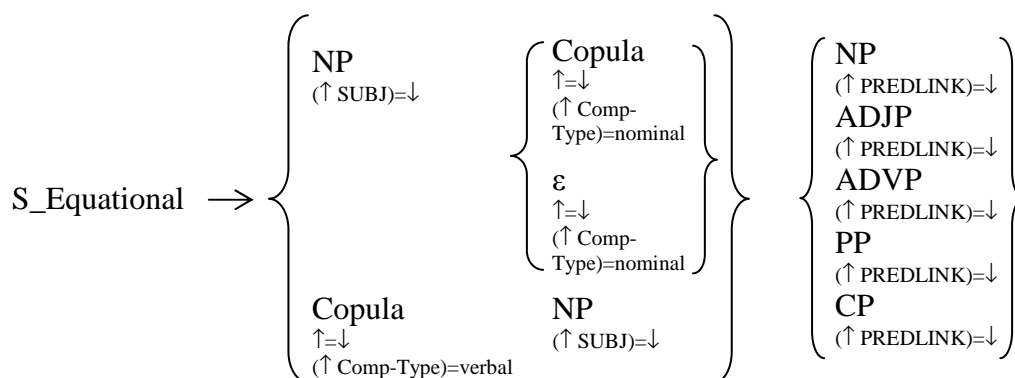 NP
(↑ SUBJ)=↓
Copula
↑=↓
(↑ Comp-
Type)=nominal
ε
↑=↓
(↑ Comp-
Type)=nominal
S_Equational →
Copula
↑=↓
(↑ Comp-Type)=verbal
NP
(↑ SUBJ)=↓
NP
(↑ PREDLINK)=↓
ADJP
(↑ PREDLINK)=↓
ADVP
(↑ PREDLINK)=↓
PP
(↑ PREDLINK)=↓
CP
(↑ PREDLINK)=↓